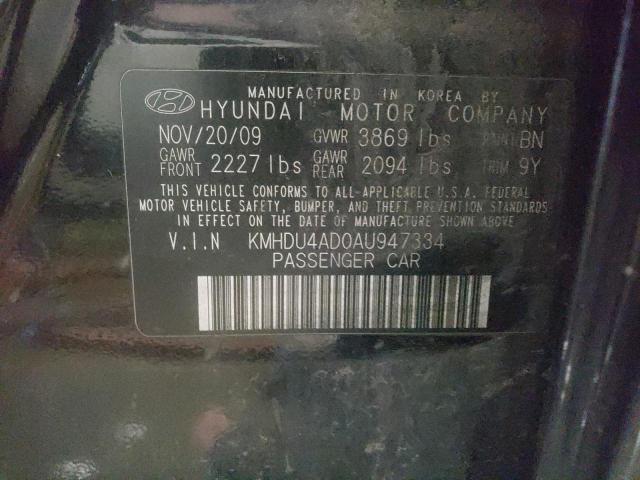 MANUFACTURED IN KOREA BY
HYUNDAI MOTOR COMPANY
NOV/20/09 GVWR 3869 lbs PAINT BN
GAWR FRONT 2227 lbs GAWR REAR 2094 lbs TRIM 9Y
THIS VEHICLE CONFORMS TO ALL-APPLICABLE U.S.A. FEDERAL
MOTOR VEHICLE SAFETY, BUMPER, AND THEFT PREVENTION STANDARDS
IN EFFECT ON THE DATE OF MANUFACTURE SHOWN ABOVE.
V.I.N KMHDU4AD0AU947334
PASSENGER CAR